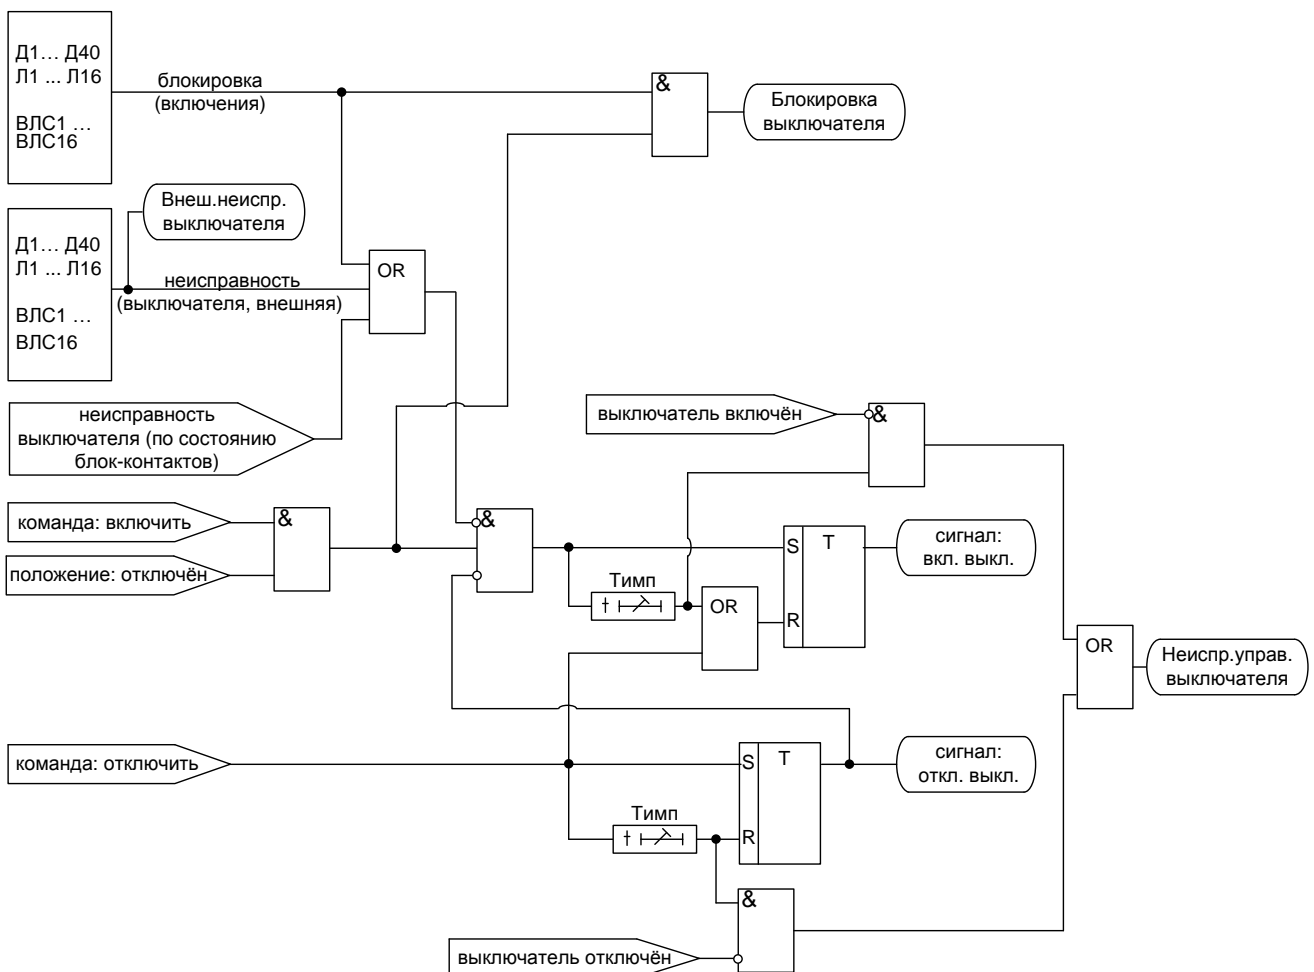 Д1… Д40
Л1 ... Л16
ВЛС1 …
ВЛС16
блокировка
(включения)
&
Блокировка
выключателя
Внеш.неиспр.
выключателя
Д1… Д40
Л1 ... Л16
ВЛС1 …
ВЛС16
неисправность
(выключателя, внешняя)
OR
неисправность
выключателя (по состоянию
блок-контактов)
выключатель включён
&
команда: включить
&
положение: отключён
&
S
T
R
сигнал:
вкл. выкл.
Тимп
OR
OR
Неиспр.управ.
выключателя
команда: отключить
S
T
R
сигнал:
откл. выкл.
Тимп
&
выключатель отключён